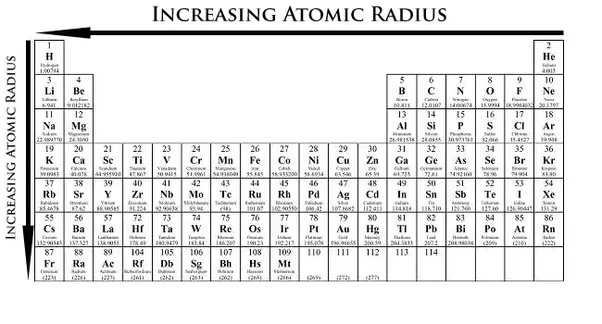 INCREASING ATOMIC RADIUS
INCREASING ATOMIC RADIUS
1 2
H He
Hydrogen Helium
1.00794 4.003
3 4 5 6 7 8 9 10
Li Be B C N O F Ne
Lithium Beryllium Boron Carbon Nitrogen Oxygen Fluorine Neon
6.941 9.012182 10.811 12.0107 14.00674 15.9994 18.9984032 20.1797
11 12 13 14 15 16 17 18
Na Mg Al Si P S Cl Ar
Sodium Magnesium Aluminum Silicon Phosphorus Sulfur Chlorine Argon
22.989770 24.3050 26.981538 28.0855 30.973761 32.066 35.4527 39.948
19 20 21 22 23 24 25 26 27 28 29 30 31 32 33 34 35 36
K Ca Sc Ti V Cr Mn Fe Co Ni Cu Zn Ga Ge As Se Br Kr
Potassium Calcium Scandium Titanium Vanadium Chromium Manganese Iron Cobalt Nickel Copper Zinc Gallium Germanium Arsenic Selenium Bromine Krypton
39.0983 40.078 44.955910 47.867 50.9415 51.9961 54.938049 55.845 58.933200 58.6934 63.546 65.39 69.723 72.61 74.92160 78.96 79.904 83.80
37 38 39 40 41 42 43 44 45 46 47 48 49 50 51 52 53 54
Rb Sr Y Zr Nb Mo Tc Ru Rh Pd Ag Cd In Sn Sb Te I Xe
Rubidium Strontium Yttrium Zirconium Niobium Molybdenum Technetium Ruthenium Rhodium Palladium Silver Cadmium Indium Tin Antimony Tellurium Iodine Xenon
85.4678 87.62 88.90585 91.224 92.90638 95.94 (98) 101.07 102.90550 106.42 107.8682 112.411 114.818 118.710 121.760 127.60 126.90447 131.29
55 56 57 72 73 74 75 76 77 78 79 80 81 82 83 84 85 86
Cs Ba La Hf Ta W Re Os Ir Pt Au Hg Tl Pb Bi Po At Rn
Cesium Barium Lanthanum Hafnium Tantalum Tungsten Rhenium Osmium Iridium Platinum Gold Mercury Thallium Lead Bismuth Polonium Astatine Radon
132.90545 137.327 138.9055 178.49 180.9479 183.84 186.207 190.23 192.217 195.078 196.96655 200.59 204.3833 207.2 208.98038 (209) (210) (222)
87 88 89 104 105 106 107 108 109 110 111 112 113 114
Fr Ra Ac Rf Db Sg Bh Hs Mt
Francium Radium Actinium Rutherfordium Dubnium Seaborgium Bohrium Hassium Meitnerium
(223) (226) (227) (261) (262) (263) (262) (265) (266) (269) (272) (277)